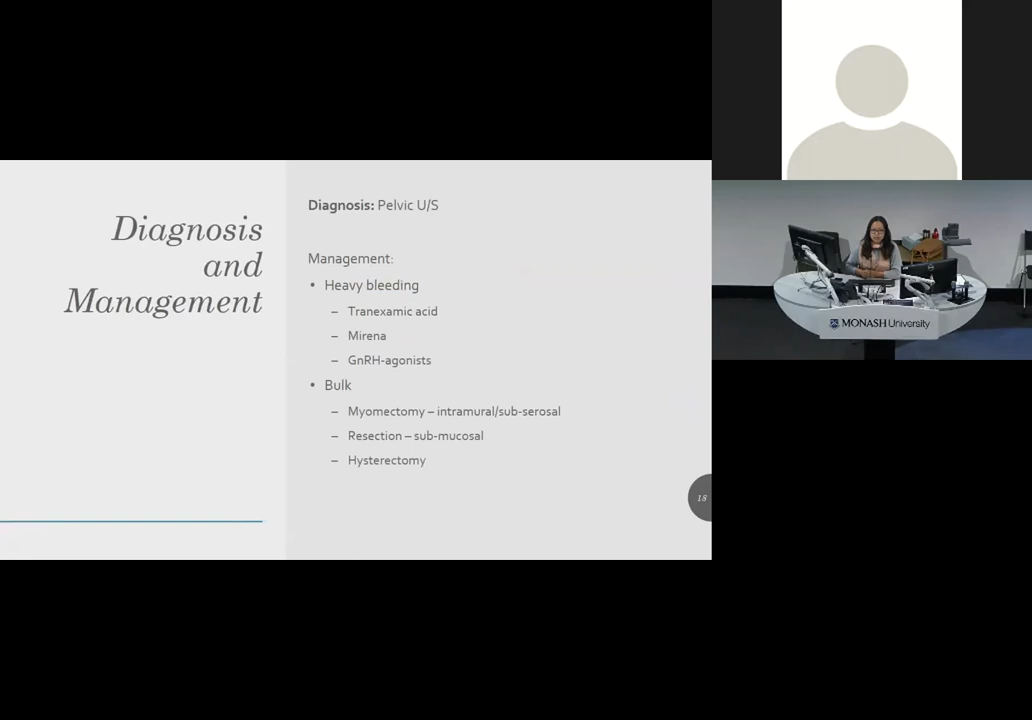 Diagnosis
and
Management
Diagnosis: Pelvic U/S
Management:
• Heavy bleeding
– Tranexamic acid
– Mirena
– GnRH-agonists
• Bulk
– Myomectomy – intramural/sub-serosal
– Resection – sub-mucosal
– Hysterectomy
18
MONASH University